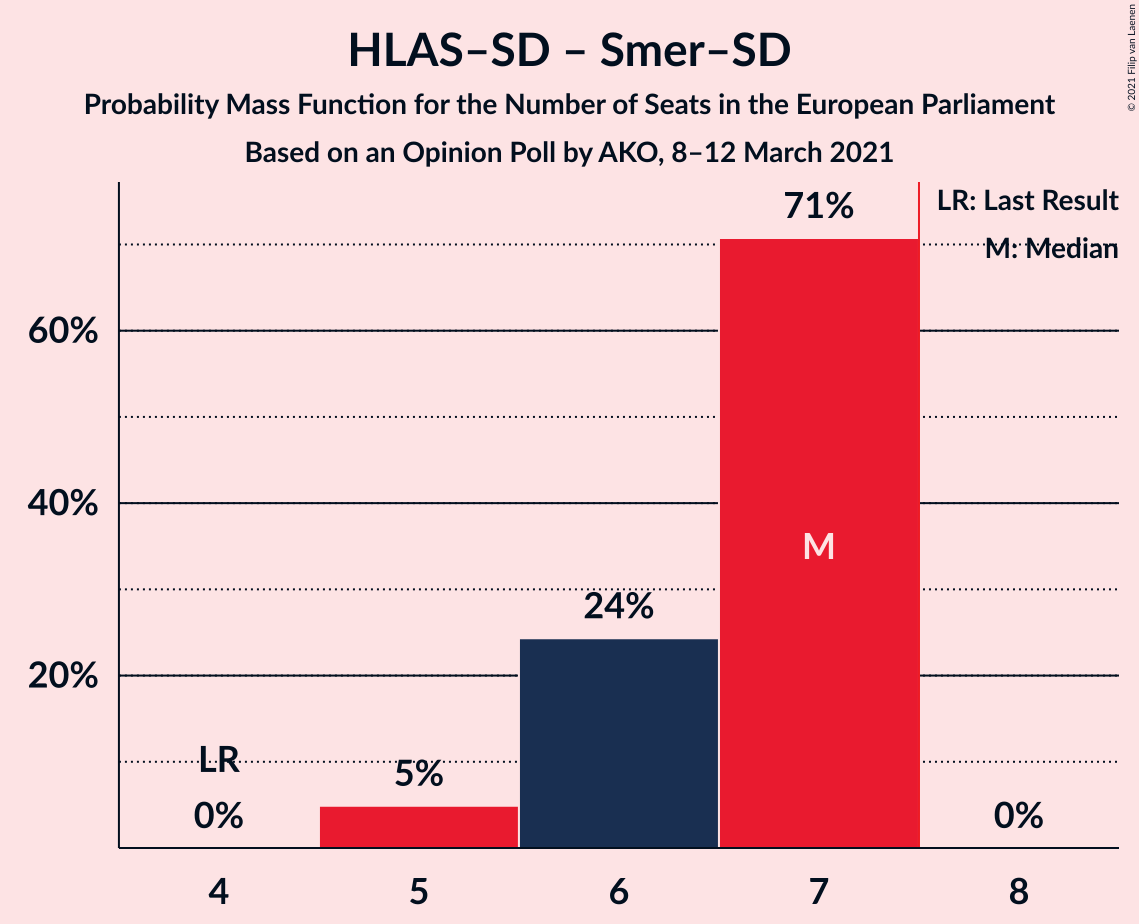 HLAS–SD – Smer–SD
Probability Mass Function for the Number of Seats in the European Parliament
Based on an Opinion Poll by AKO, 8–12 March 2021
© 2021 Filip van Laenen
LR: Last Result
M: Median
71%
60%
40%
M
24%
20%
LR
5%
0%
0%
4 5 6 7 8